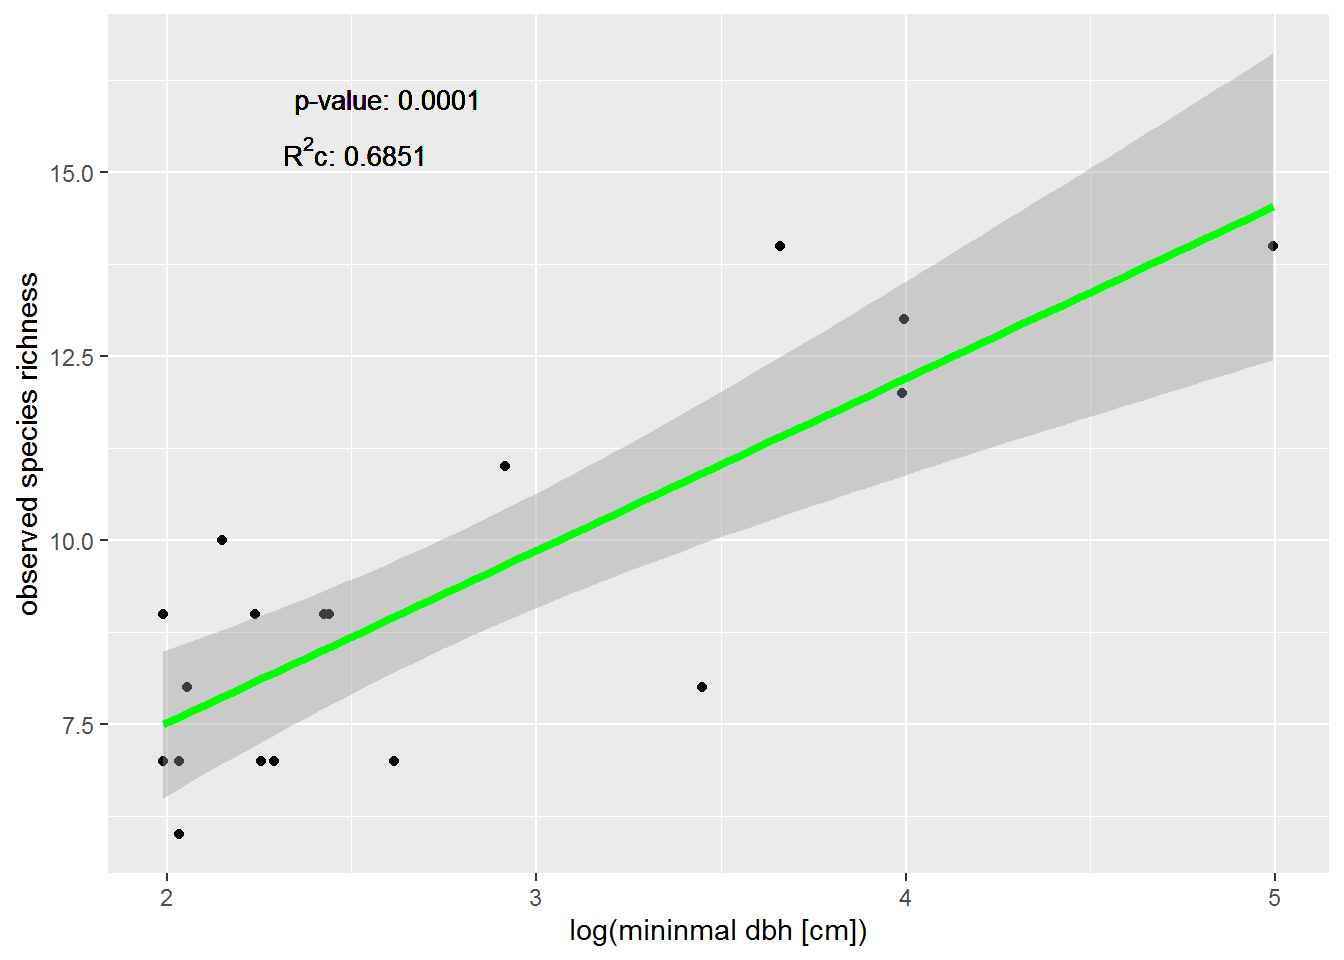 p-value: 0.0001
R²c: 0.6851
15.0
12.5
10.0
7.5
observed species richness
2 3 4 5
log(mininmal dbh [cm])